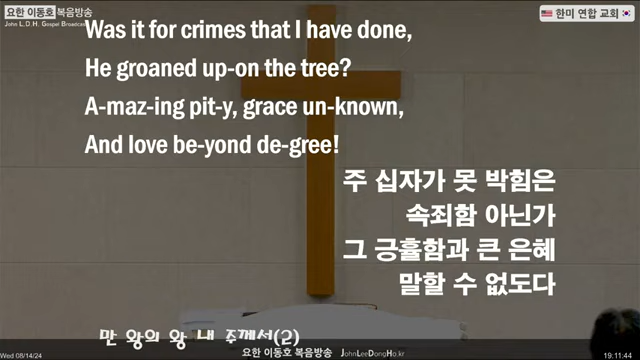 요한 이동호 복음방송
John L.D.H. Gospel Broadcast
한미 연합 교회
Was it for crimes that I have done,
He groaned up-on the tree?
A-maz-ing pit-y, grace un-known,
And love be-yond de-gree!
주 십자가 못 박힘은
속죄함 아닌가
그 긍휼함과 큰 은혜
말할 수 없도다
만 왕의 왕 내 주께서(2)
요한 이동호 복음방송 JohnLeeDongHo.kr
Wed 08/14/24
19:11:44